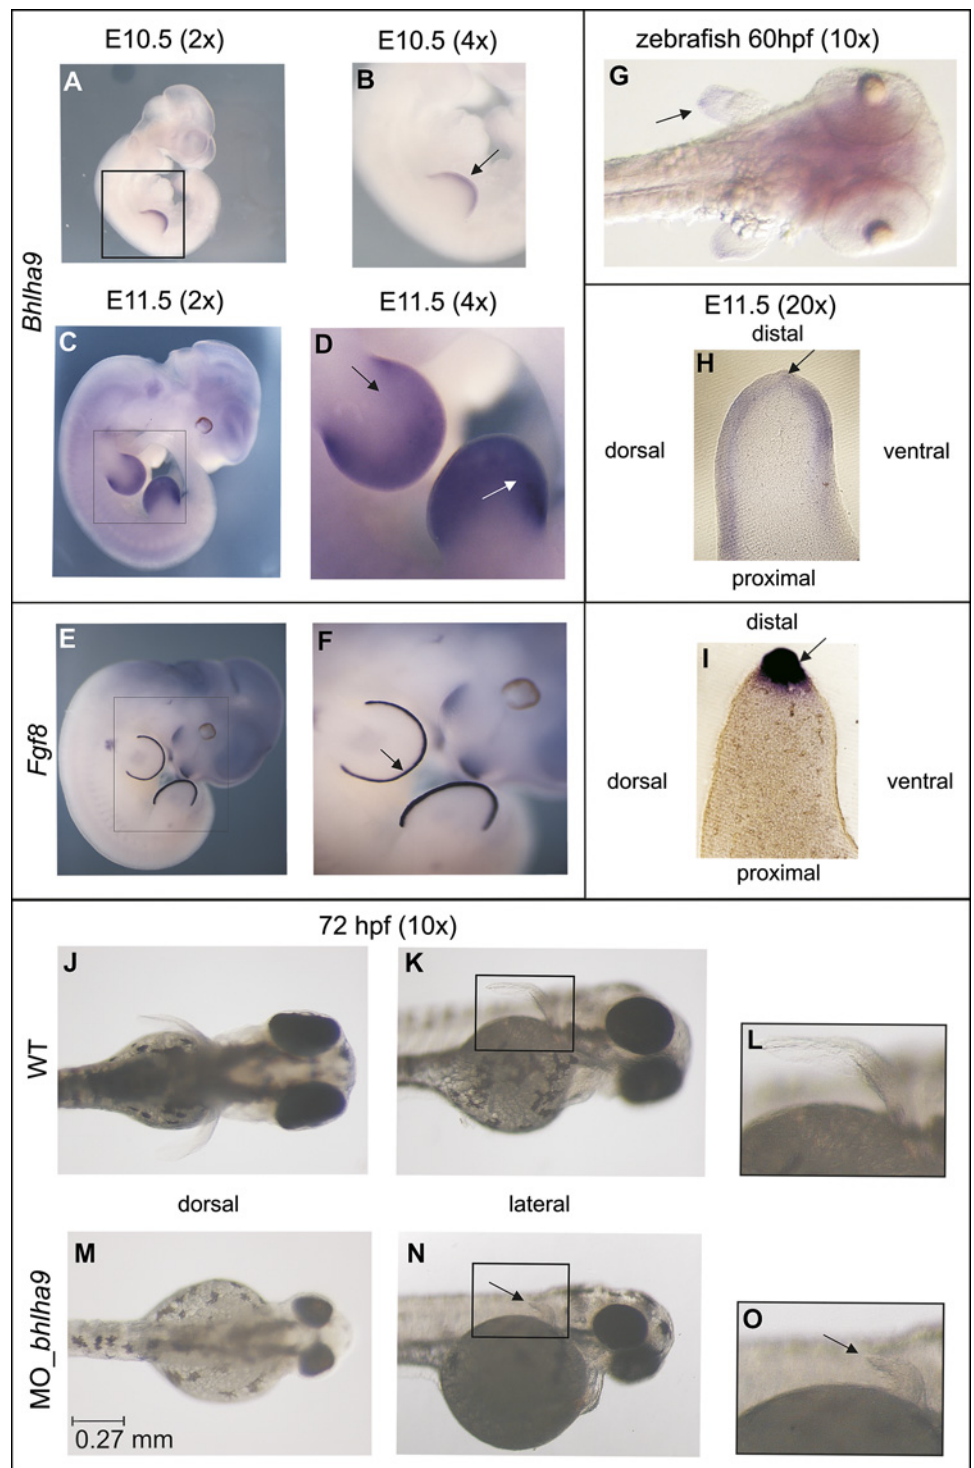 E10.5 (2x)
E10.5 (4x)
zebrafish 60hpf (10x)
A
B
G
Bhlha9
E11.5 (2x)
E11.5 (4x)
E11.5 (20x)
distal
C
D
H
dorsal
ventral
proximal
distal
E
F
I
Fgf8
dorsal
ventral
proximal
72 hpf (10x)
J
K
L
WT
dorsal
lateral
M
N
O
MO_bhlha9
0.27 mm